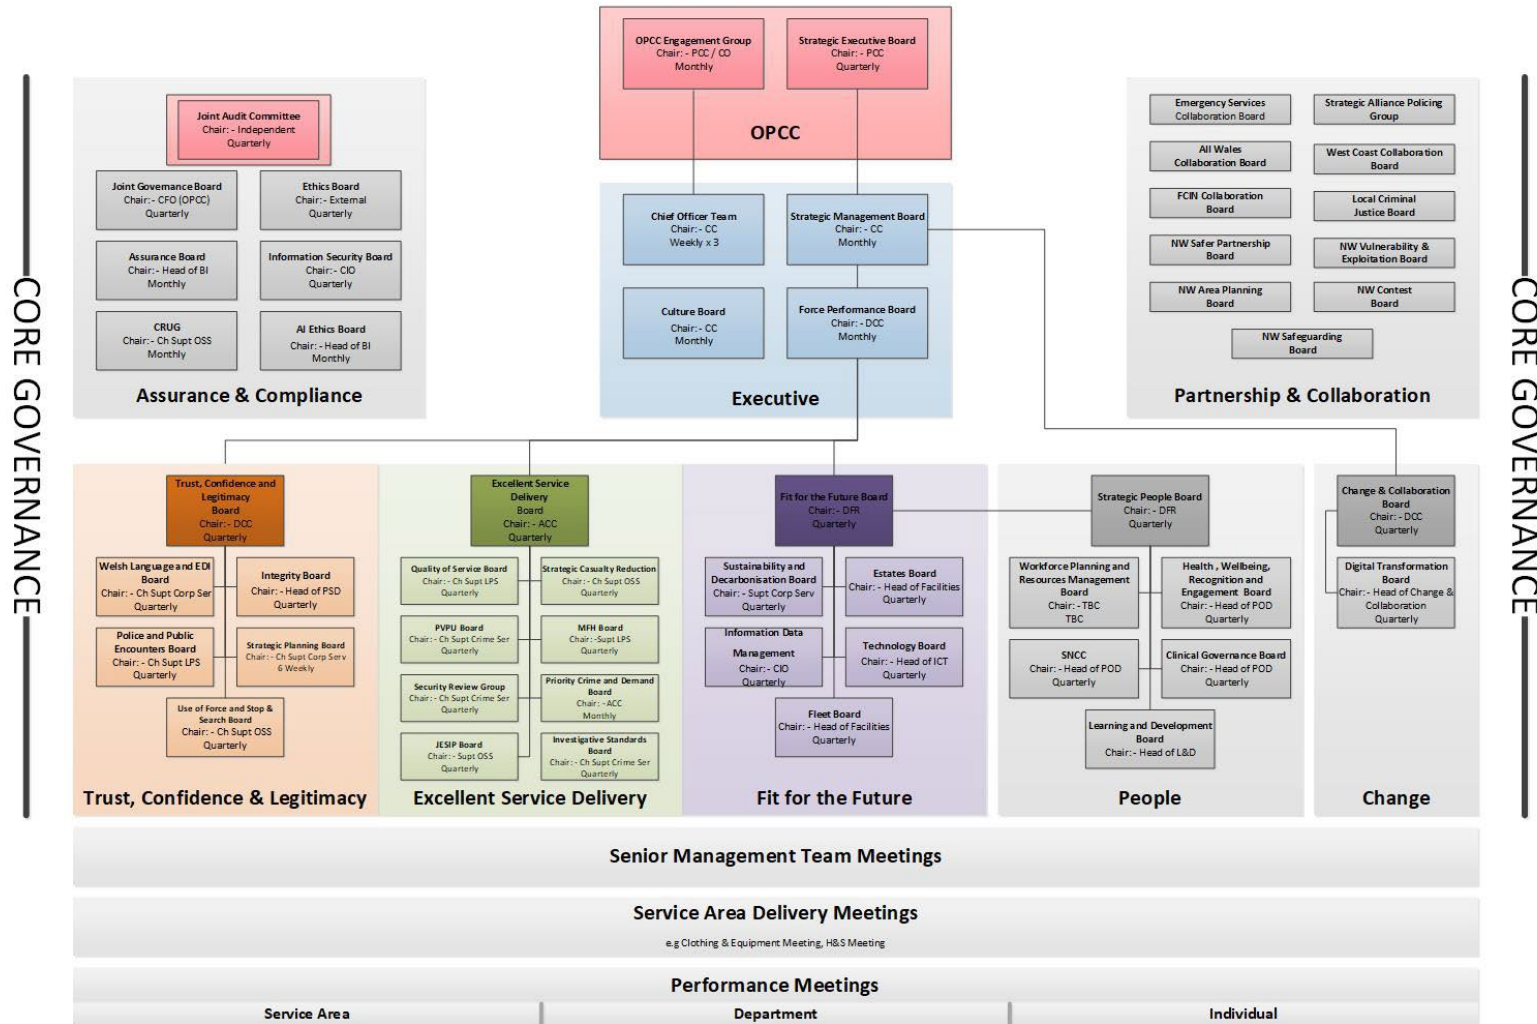 OPCC Engagement Group
Chair: - PCC / CO
Monthly
Strategic Executive Board
Chair: - PCC
Quarterly
OPCC
CORE GOVERNANCE
Joint Audit Committee
Chair: - Independent
Quarterly
Joint Governance Board
Chair: - CFO (OPCC)
Quarterly
Ethics Board
Chair: - External
Quarterly
Assurance Board
Chair: - Head of BI
Monthly
Information Security Board
Chair: - CIO
Quarterly
CRUG
Chair: - Ch Supt OSS
Monthly
AI Ethics Board
Chair: - Head of BI
Monthly
Assurance & Compliance
Chief Officer Team
Chair: - CC
Weekly x 3
Strategic Management Board
Chair: - CC
Monthly
Culture Board
Chair: - CC
Monthly
Force Performance Board
Chair: - DCC
Monthly
Executive
Emergency Services
Collaboration Board
Strategic Alliance Policing
Group
All Wales
Collaboration Board
West Coast Collaboration
Board
FCIN Collaboration
Board
Local Criminal
Justice Board
NW Safer Partnership
Board
NW Vulnerability &
Exploitation Board
NW Area Planning
Board
NW Contest
Board
NW Safeguarding
Board
Partnership & Collaboration
CORE GOVERNANCE
Trust, Confidence and
Legitimacy
Board
Chair: - DCC
Quarterly
Welsh Language and EDI
Board
Chair: - Ch Supt Corp Ser
Quarterly
Integrity Board
Chair: - Head of PSD
Quarterly
Police and Public
Encounters Board
Chair: - Ch Supt LPS
Quarterly
Strategic Planning Board
Chair: - Ch Supt Corp Serv
6 Weekly
Use of Force and Stop &
Search Board
Chair: - Ch Supt OSS
Quarterly
Trust, Confidence & Legitimacy
Excellent Service
Delivery
Board
Chair: - ACC
Quarterly
Quality of Service Board
Chair: - Ch Supt LPS
Quarterly
Strategic Casualty Reduction
Chair: - Ch Supt OSS
Quarterly
PVPU Board
Chair: - Ch Supt Crime Ser
Quarterly
MFH Board
Chair: -Supt LPS
Quarterly
Security Review Group
Chair: - Ch Supt Crime Ser
Quarterly
Priority Crime and Demand
Board
Chair: -ACC
Monthly
JESIP Board
Chair: - Supt OSS
Quarterly
Investigative Standards
Board
Chair: - Ch Supt Crime Ser
Quarterly
Excellent Service Delivery
Fit for the Future Board
Chair: - DFR
Quarterly
Sustainability and
Decarbonisation Board
Chair: - Supt Corp Serv
Quarterly
Estates Board
Chair: - Head of Facilities
Quarterly
Information Data
Management
Chair: - CIO
Quarterly
Technology Board
Chair: - Head of ICT
Quarterly
Fleet Board
Chair: - Head of Facilities
Quarterly
Fit for the Future
Strategic People Board
Chair: - DFR
Quarterly
Workforce Planning and
Resources Management
Board
Chair: - TBC
TBC
Health , Wellbeing,
Recognition and
Engagement Board
Chair: - Head of POD
Quarterly
SNCC
Chair: - Head of POD
Quarterly
Clinical Governance Board
Chair: - Head of POD
Quarterly
Learning and Development
Board
Chair: - Head of L&D
People
Change & Collaboration
Board
Chair: - DCC
Quarterly
Digital Transformation
Board
Chair: - Head of Change &
Collaboration
Quarterly
Change
Senior Management Team Meetings
Service Area Delivery Meetings
e.g Clothing & Equipment Meeting, H&S Meeting
Performance Meetings
Service Area
Department
Individual